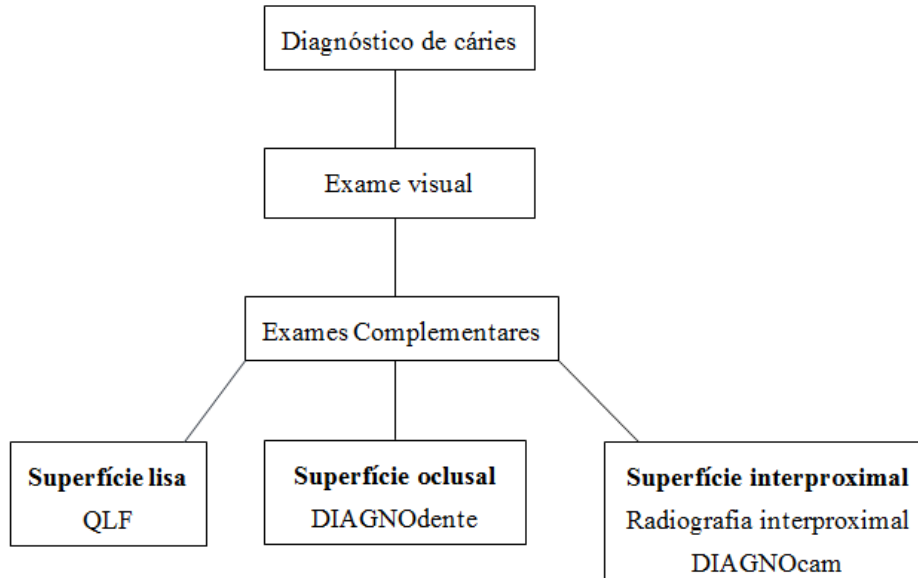 Diagnóstico de cáries
Exame visual
Exames Complementares
Superfície lisa
QLF
Superfície oclusal
DIAGNOdente
Superfície interproximal
Radiografia interproximal
DIAGNOcam